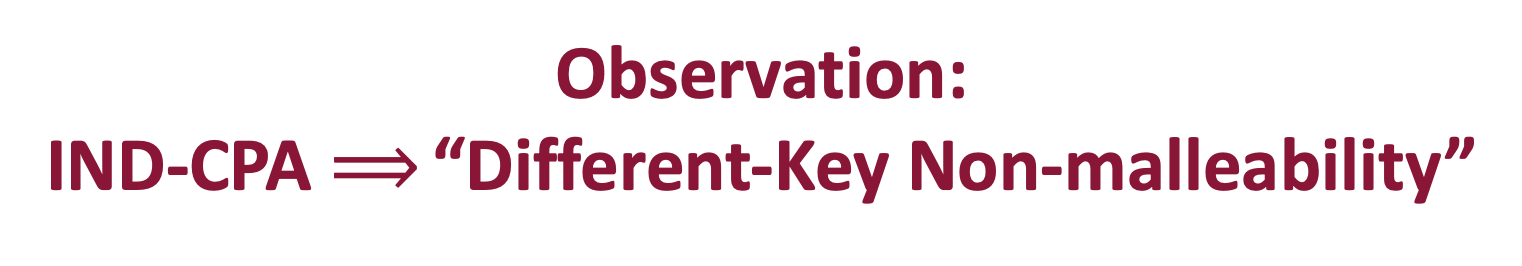 Observation:
IND-CPA ⟹ “Different-Key Non-malleability”